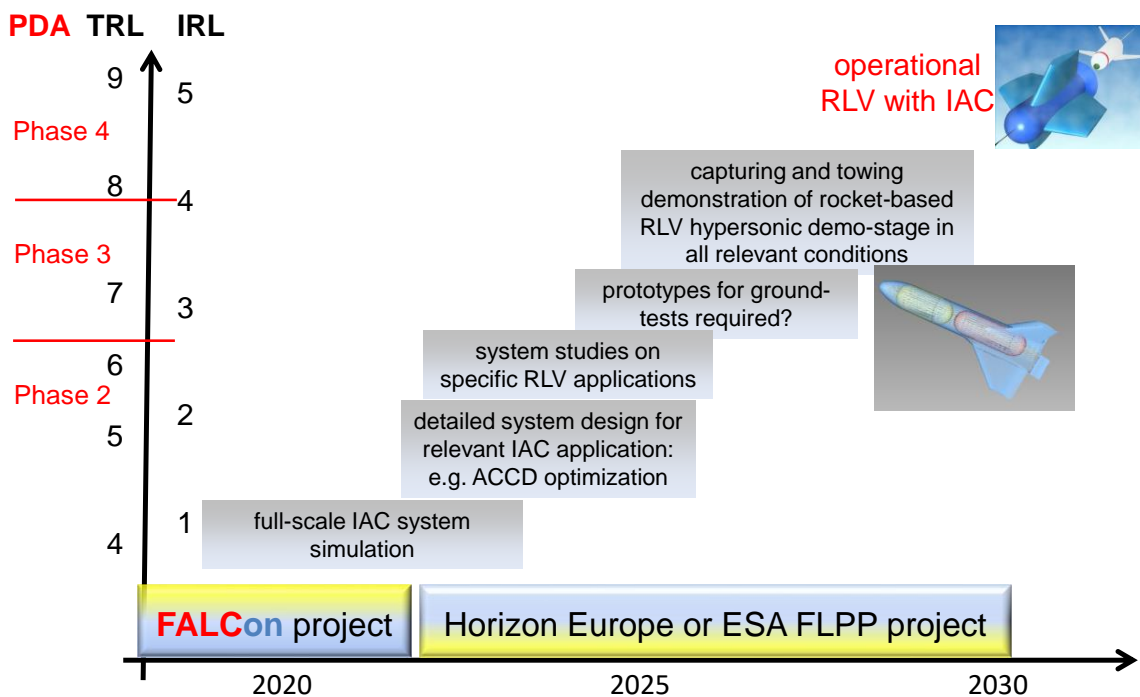 PDA TRL IRL
9
5
operational
RLV with IAC
Phase 4
capturing and towing
demonstration of rocket-based
RLV hypersonic demo-stage in
all relevant conditions
8
4
Phase 3
7
3
prototypes for ground-
tests required?
system studies on
specific RLV applications
6
Phase 2
2
5
detailed system design for
relevant IAC application:
e.g. ACCD optimization
1
4
full-scale IAC system
simulation
FALCon project
Horizon Europe or ESA FLPP project
2020 2025 2030